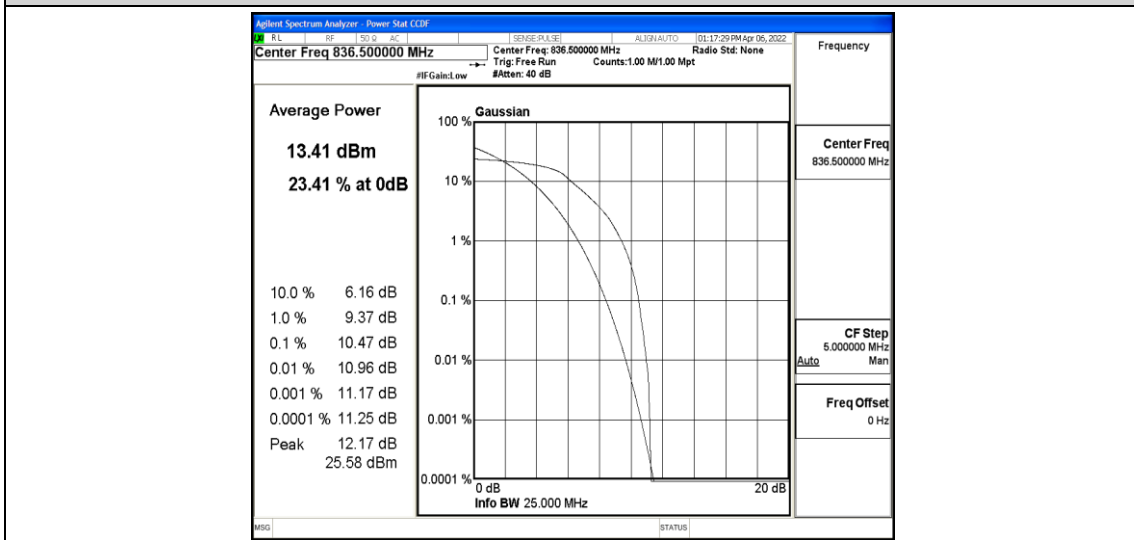 Agilent Spectrum Analyzer - Power Stat CCDF
LXI RL RF 50 Ω AC SENSE:PULSE ALIGN AUTO 01:17:29 PM Apr 06, 2022
Center Freq 836.500000 MHz
Center Freq: 836.500000 MHz Radio Std: None
Trig: Free Run Counts:1.00 M/1.00 Mpt
#IFGain:Low #Atten: 40 dB
Frequency
Average Power
13.41 dBm
23.41 % at 0dB
10.0 % 6.16 dB
1.0 % 9.37 dB
0.1 % 10.47 dB
0.01 % 10.96 dB
0.001 % 11.17 dB
0.0001 % 11.25 dB
Peak 12.17 dB
25.58 dBm
Gaussian
100 %
10 %
1 %
0.1 %
0.01 %
0.001 %
0.0001 %
0 dB 20 dB
Info BW 25.000 MHz
Center Freq
836.500000 MHz
CF Step
5.000000 MHz
Auto Man
Freq Offset
0 Hz
MSG STATUS